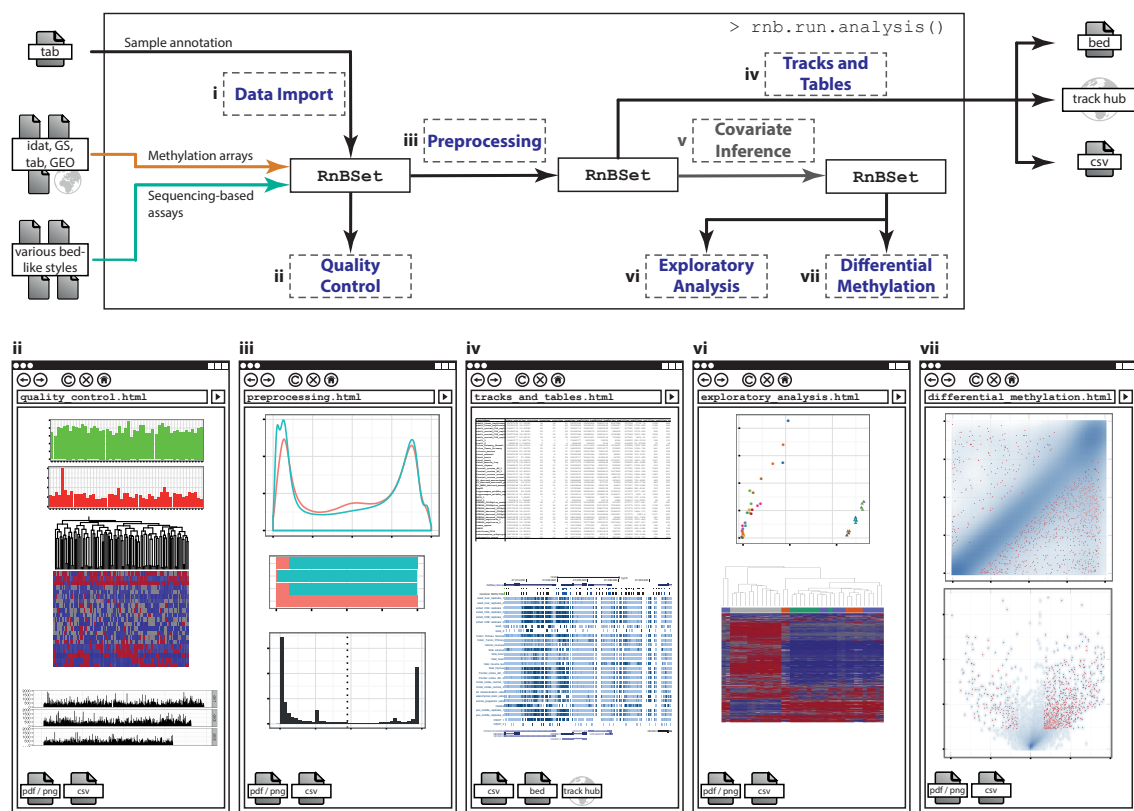 > rnb.run.analysis()
tab
Sample annotation
i
Data Import
idat, GS,
tab, GEO
Methylation arrays
Sequencing-based
assays
various bed-
like styles
RnBSet
ii
Quality
Control
iii
Preprocessing
RnBSet
iv
Tracks and
Tables
v
Covariate
Inference
RnBSet
vi
Exploratory
Analysis
vii
Differential
Methylation
bed
track hub
csv
ii
quality_control.html
pdf / png
csv
iii
preprocessing.html
pdf / png
csv
iv
tracks_and_tables.html
csv
bed
track hub
vi
exploratory_analysis.html
pdf / png
csv
vii
differential_methylation.html
pdf / png
csv